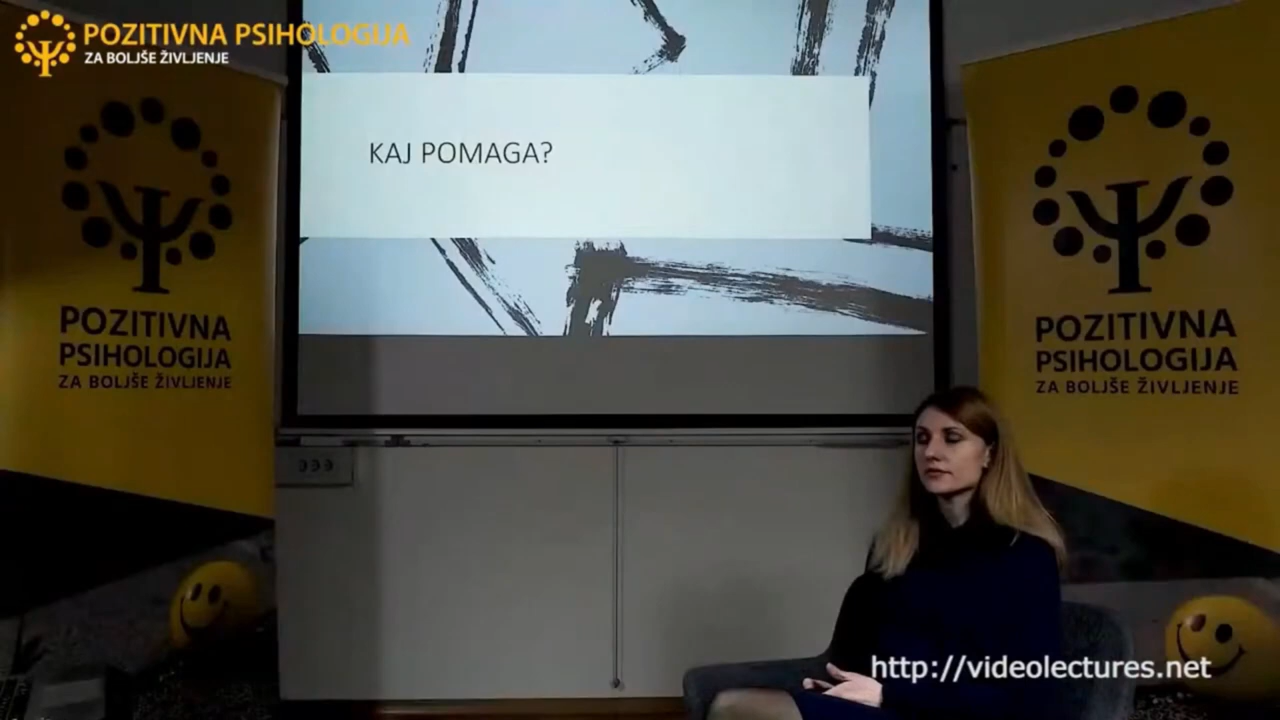 POZITIVNA PSIHOLOGIJA
ZA BOLJŠE ŽIVLJENJE
KAJ POMAGA?
POZITIVNA
PSIHOLOGIJA
ZA BOLJŠE ŽIVLJENJE
POZITIVNA
PSIHOLOGIJA
ZA BOLJŠE ŽIVLJENJE
http://videolectures.net